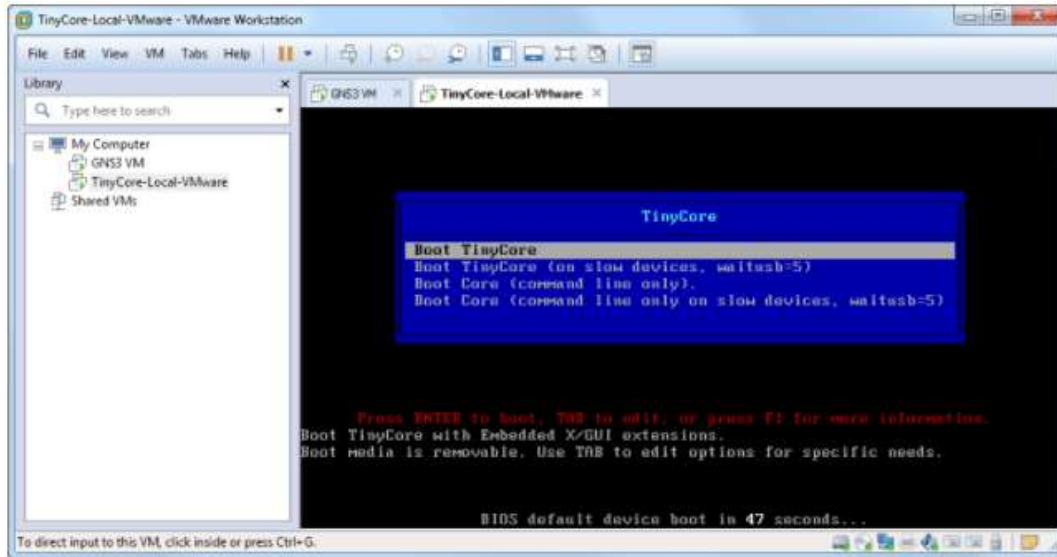 TinyCore-Local-VMware - VMware Workstation
File Edit View VM Tabs Help
Library
Type here to search
My Computer
GNS3 VM
TinyCore-Local-VMware
Shared VMs
GNS3 VM
TinyCore-Local-VMware
TinyCore
Boot TinyCore
Boot TinyCore (on slow devices, waitusb=5)
Boot Core (command line only).
Boot Core (command line only on slow devices, waitusb=5)
Press ENTER to boot, TAB to edit, or press F1 for more information.
Boot TinyCore with Embedded X/GUI extensions.
Boot media is removable. Use TAB to edit options for specific needs.
BIOS default device boot in 47 seconds...
To direct input to this VM, click inside or press Ctrl+G.